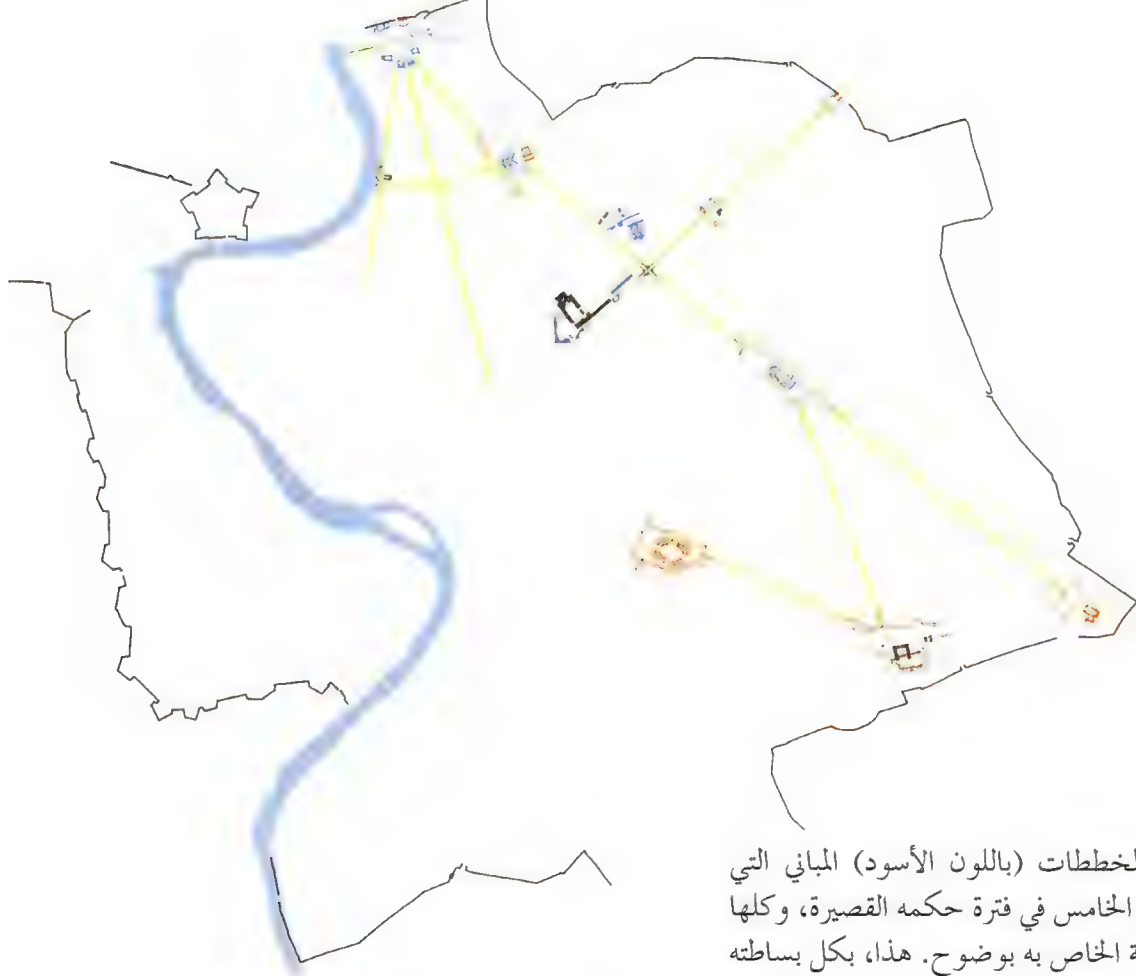 لخططات (باللون الأسود) المباني التي
الخامس في فترة حكمه القصيرة، وكلها
ة الخاص به بوضوح. هذا، بكل بساطته